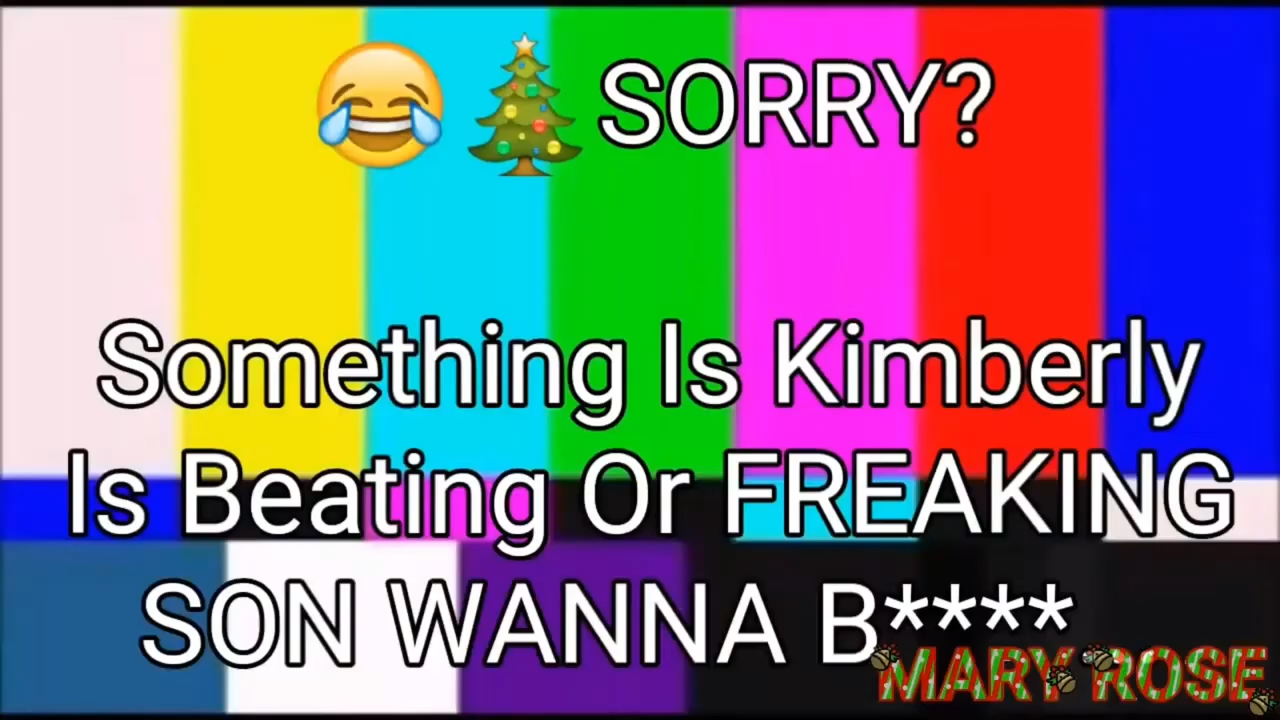 😂🎄SORRY?
Something Is Kimberly
Is Beating Or FREAKING
SON WANNA B****
MARY ROSE